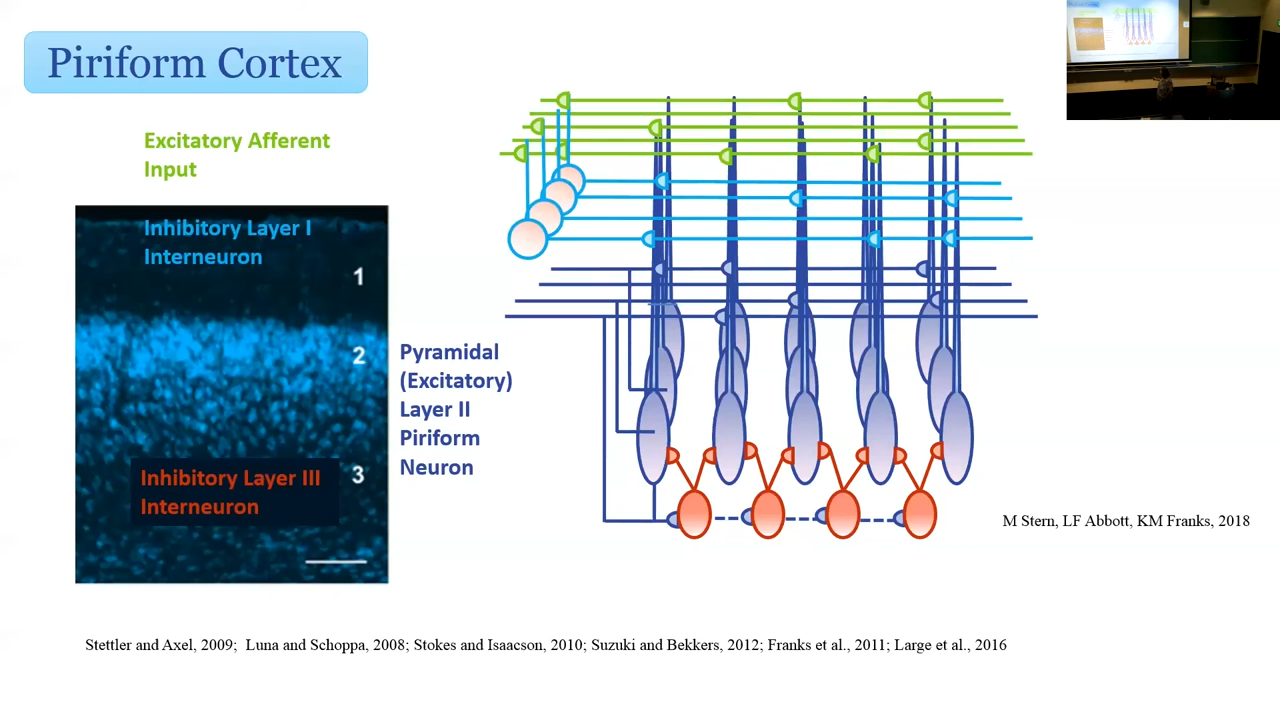 Piriform Cortex
Excitatory Afferent
Input
Inhibitory Layer I
Interneuron
1
2
3
Inhibitory Layer III
Interneuron
Pyramidal
(Excitatory)
Layer II
Piriform
Neuron
M Stern, LF Abbott, KM Franks, 2018
Stettler and Axel, 2009;  Luna and Schoppa, 2008; Stokes and Isaacson, 2010; Suzuki and Bekkers, 2012; Franks et al., 2011; Large et al., 2016